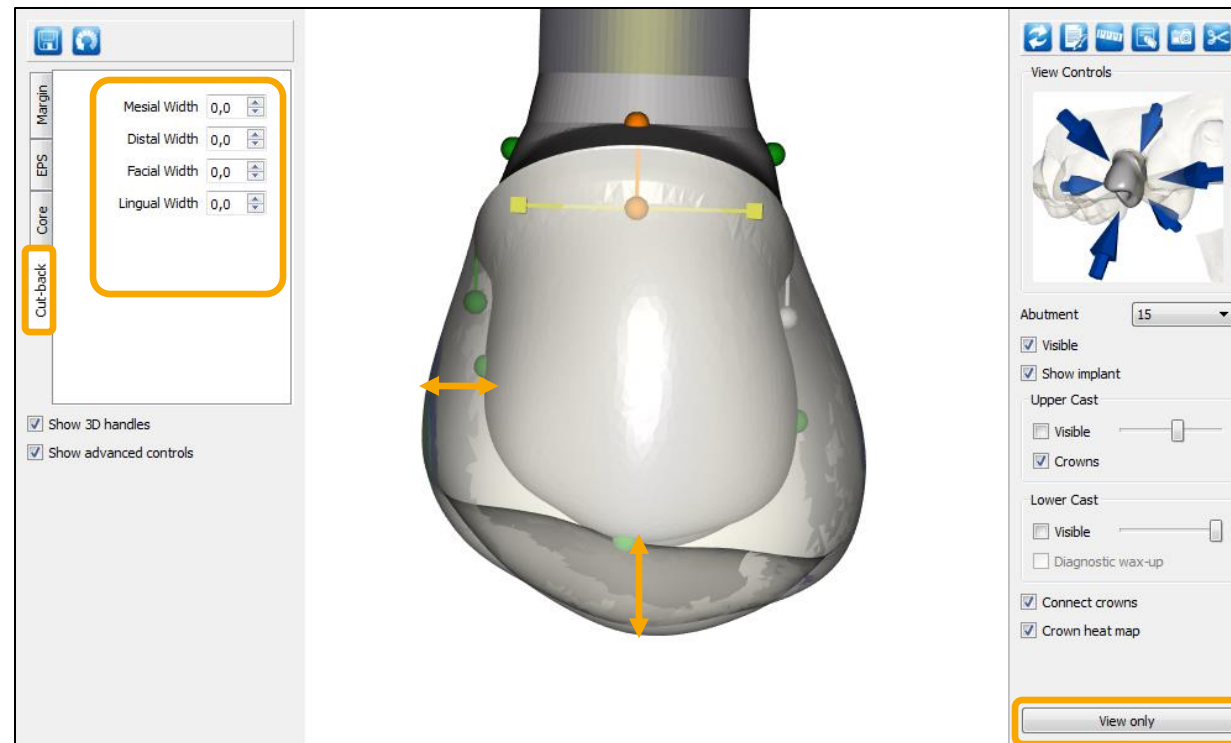 Margin
EPS
Core
Cut-back
Mesial Width 0,0
Distal Width 0,0
Facial Width 0,0
Lingual Width 0,0
Show 3D handles
Show advanced controls
View Controls
Abutment 15
Visible
Show implant
Upper Cast
Visible
Crowns
Lower Cast
Visible
Diagnostic wax-up
Connect crowns
Crown heat map
View only